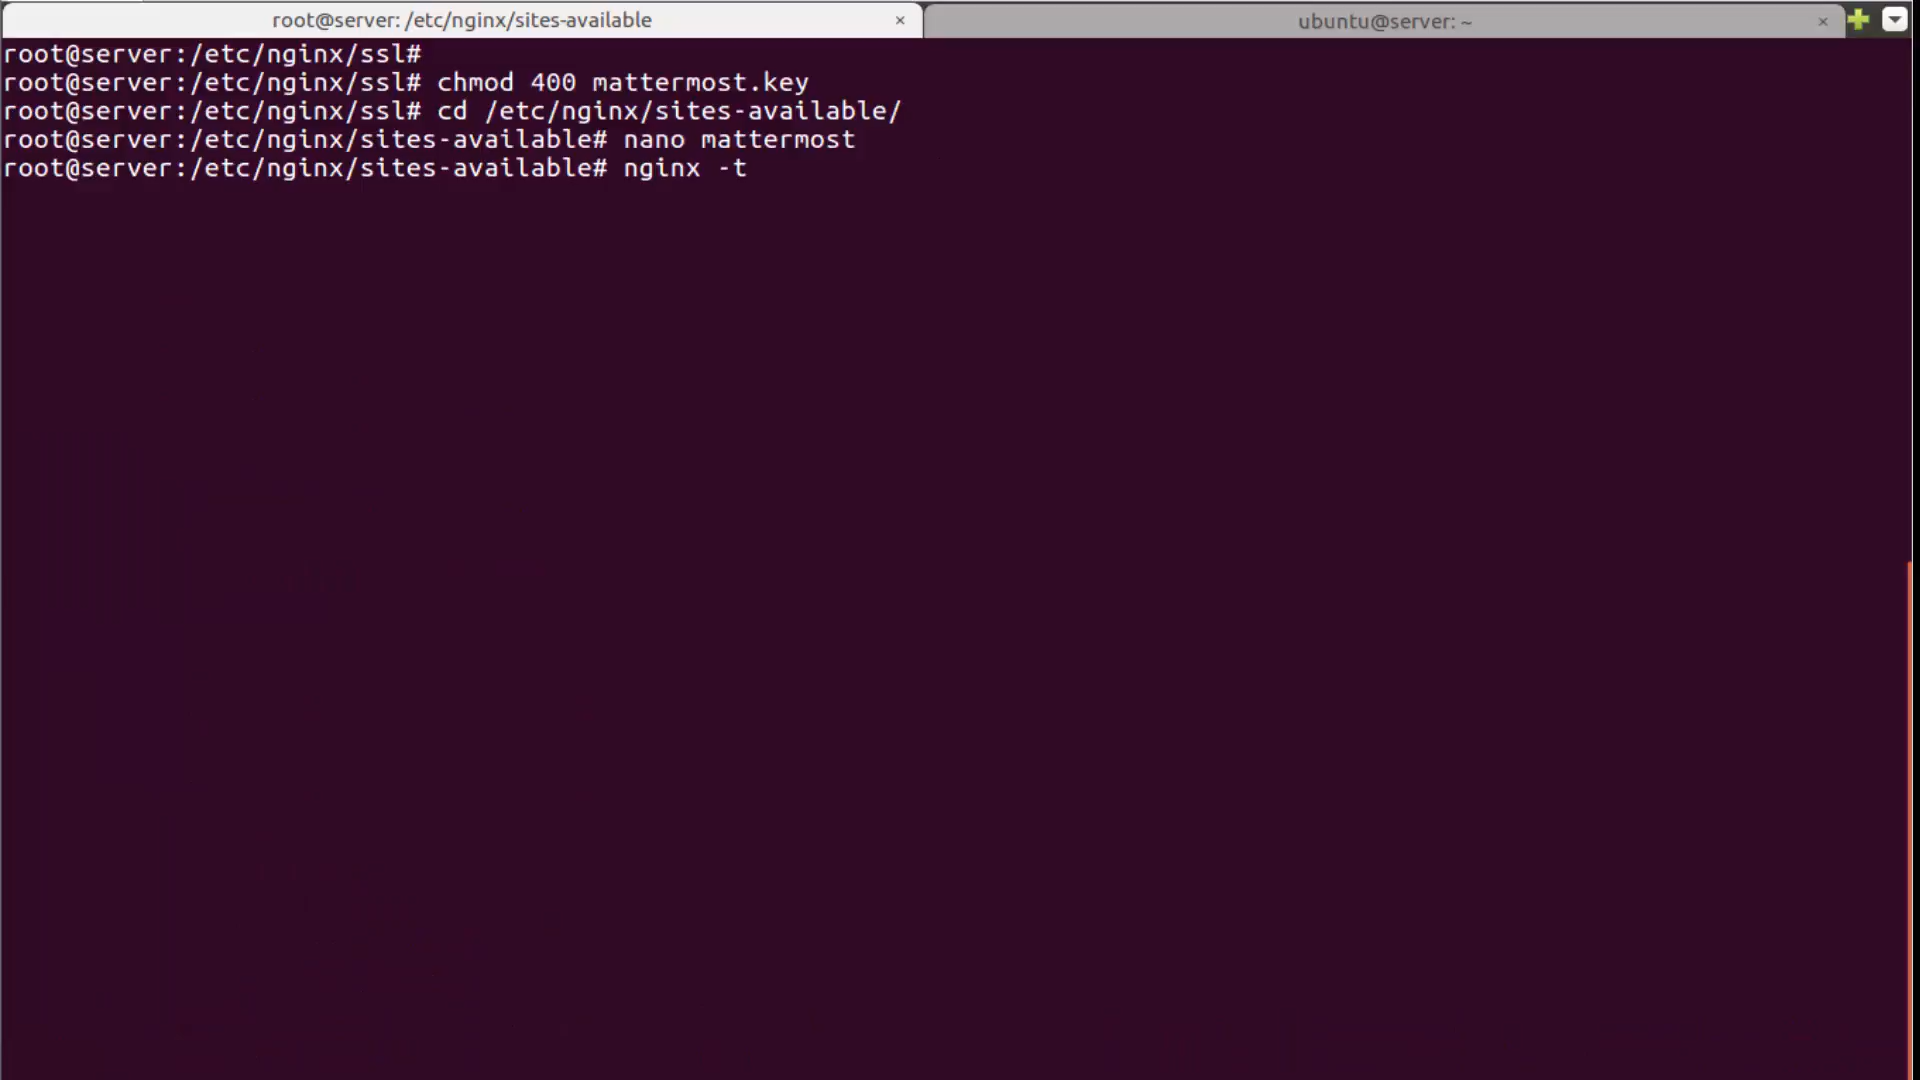 root@server: /etc/nginx/sites-available ×
ubuntu@server: ~ ×
root@server:/etc/nginx/ssl#
root@server:/etc/nginx/ssl# chmod 400 mattermost.key
root@server:/etc/nginx/ssl# cd /etc/nginx/sites-available/
root@server:/etc/nginx/sites-available# nano mattermost
root@server:/etc/nginx/sites-available# nginx -t